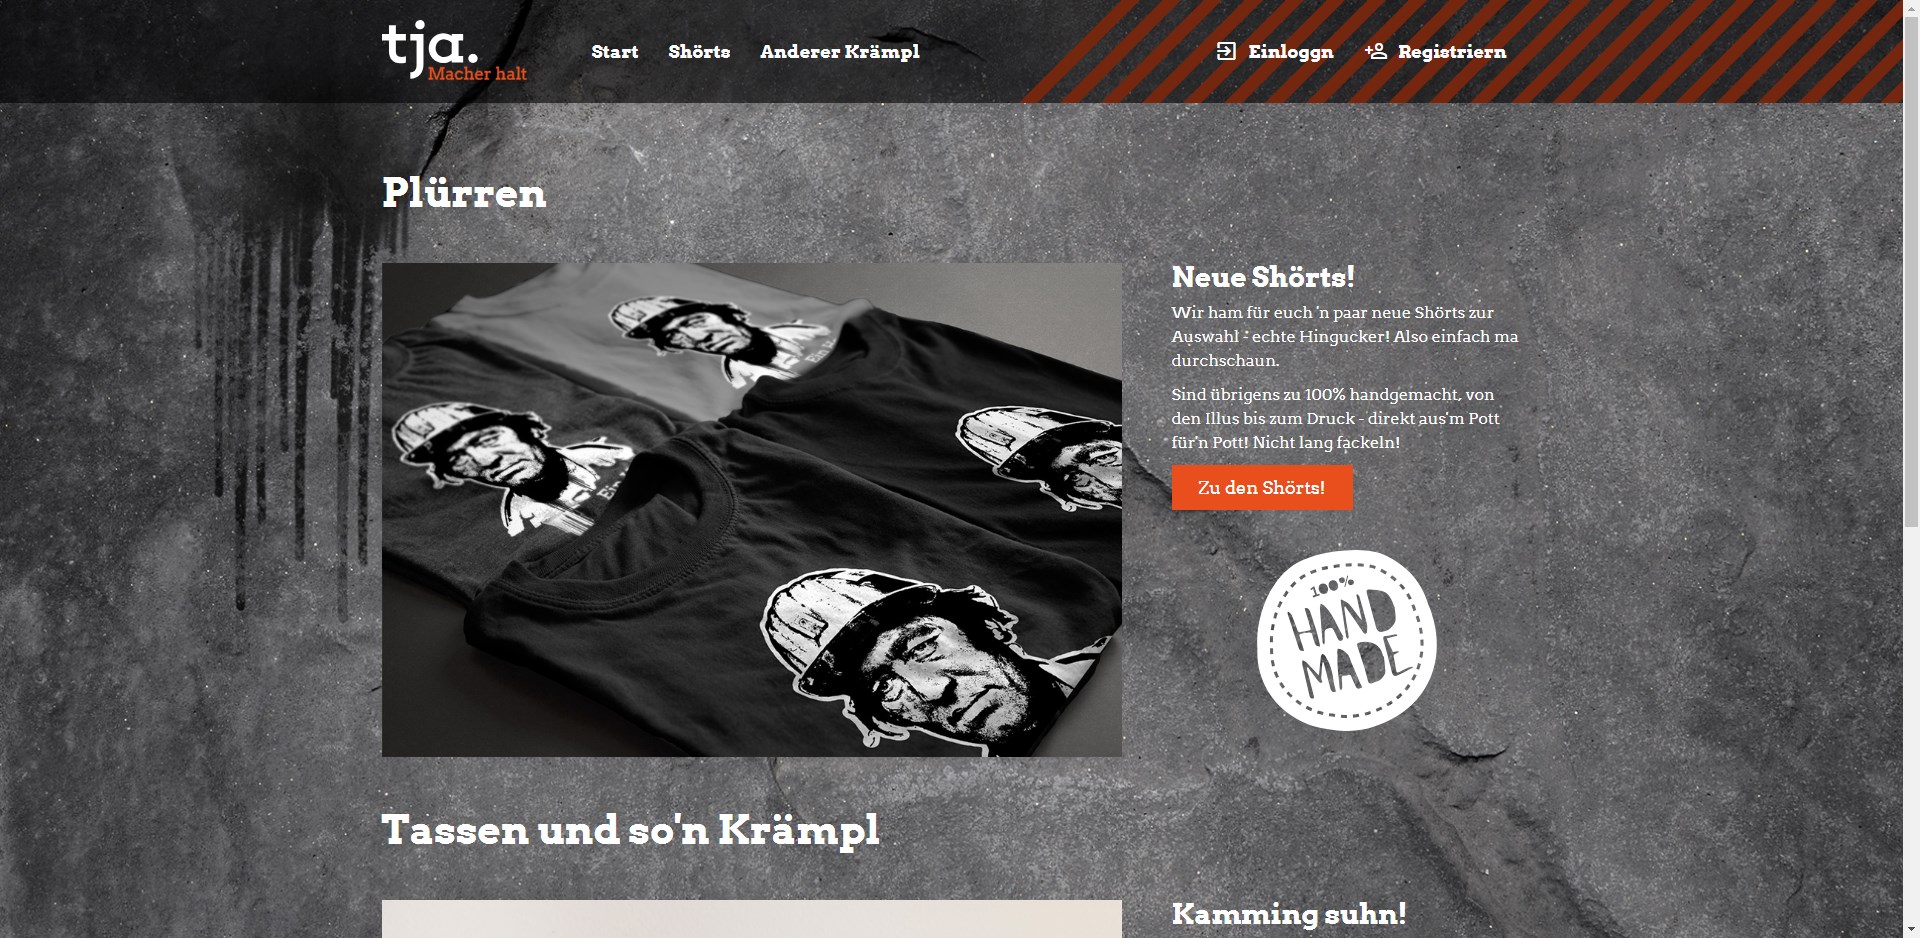 tja.
Macher halt
Start
Shörts
Anderer Krämpl
Einloggn
Registriern
Plürren
Neue Shörts!
Wir ham für euch 'n paar neue Shörts zur
Auswahl - echte Hingucker! Also einfach ma
durchschaun.
Sind übrigens zu 100% handgemacht, von
den Illus bis zum Druck - direkt aus'm Pott
für'n Pott! Nicht lang fackeln!
Zu den Shörts!
100%
HAND
MADE
Tassen und so'n Krämpl
Kamming suhn!